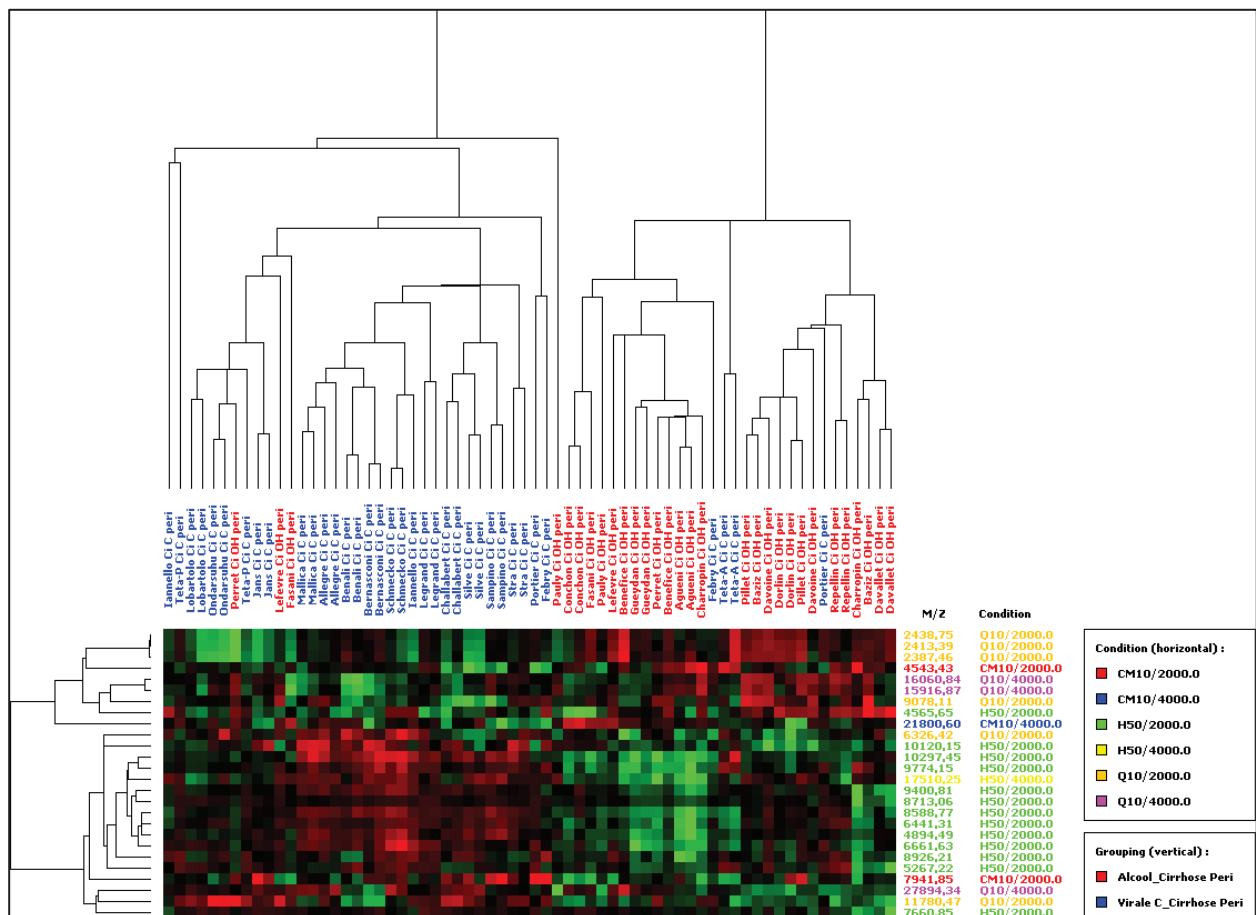 Iannello Ci C peri
Teta-P Ci C peri
Lobartolo Ci C peri
Lobartolo Ci C peri
Ondarsuhu Ci C peri
Ondarsuhu Ci C peri
Perret Ci OH peri
Teta-P Ci C peri
Jans Ci C peri
Jans Ci C peri
Lefevre Ci OH peri
Fasani Ci OH peri
Mallica Ci C peri
Mallica Ci C peri
Allegre Ci C peri
Allegre Ci C peri
Benali Ci C peri
Benali Ci C peri
Bernasconi Ci C peri
Bernasconi Ci C peri
Schmecko Ci C peri
Schmecko Ci C peri
Iannello Ci C peri
Legrand Ci C peri
Legrand Ci C peri
Challabert Ci C peri
Challabert Ci C peri
Silve Ci C peri
Silve Ci C peri
Sampino Ci C peri
Sampino Ci C peri
Stra Ci C peri
Stra Ci C peri
Portier Ci C peri
Febry Ci C peri
Pauly Ci OH peri
Conchon Ci OH peri
Conchon Ci OH peri
Fasani Ci OH peri
Pauly Ci OH peri
Lefevre Ci OH peri
Benefice Ci OH peri
Gueydan Ci OH peri
Gueydan Ci OH peri
Perret Ci OH peri
Benefice Ci OH peri
Agueni Ci OH peri
Agueni Ci OH peri
Charropin Ci OH peri
Febry Ci C peri
Teta-A Ci C peri
Teta-A Ci C peri
Pillet Ci OH peri
Baaiz Ci OH peri
Davoine Ci OH peri
Dorlin Ci OH peri
Dorlin Ci OH peri
Pillet Ci OH peri
Davoine Ci OH peri
Portier Ci C peri
Repellin Ci OH peri
Repellin Ci OH peri
Charropin Ci OH peri
Baaiz Ci OH peri
Davallet Ci OH peri
Davallet Ci OH peri
M/Z Condition
2438,75 Q10/2000.0
2413,39 Q10/2000.0
2387,46 Q10/2000.0
4543,43 CM10/2000.0
16060,84 Q10/4000.0
15916,87 Q10/4000.0
9078,11 Q10/2000.0
4565,65 H50/2000.0
21800,60 CM10/4000.0
6326,42 Q10/2000.0
10120,15 H50/2000.0
10297,45 H50/2000.0
9774,15 H50/2000.0
17510,25 H50/4000.0
9400,81 H50/2000.0
8713,06 H50/2000.0
8588,77 H50/2000.0
6441,31 H50/2000.0
4894,49 H50/2000.0
6661,63 H50/2000.0
8926,21 H50/2000.0
5267,22 H50/2000.0
7941,85 CM10/2000.0
27894,34 Q10/4000.0
11780,47 Q10/2000.0
7660,85 H50/2000.0
Condition (horizontal) :
CM10/2000.0
CM10/4000.0
H50/2000.0
H50/4000.0
Q10/2000.0
Q10/4000.0
Grouping (vertical) :
Alcool_Cirrhose Peri
Virale C_Cirrhose Peri